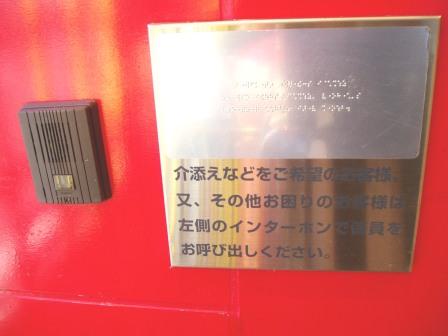 介添えなどをご希望のお客様、
又、その他お困りのお客様は
左側のインターホンで係員を
お呼び出しください。